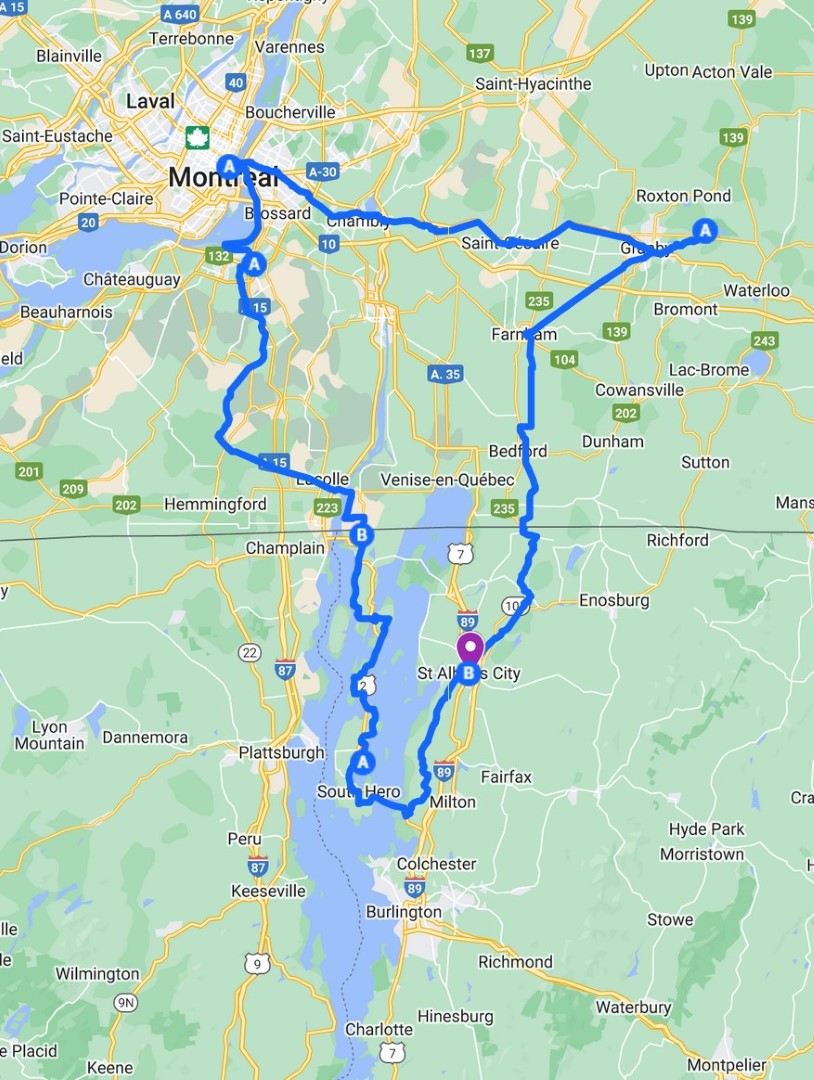 A 15
A 640
139
Terrebonne
Varennes
Blainville
137
Upton
Acton Vale
40
Saint-Hyacinthe
Laval
Boucherville
Saint-Eustache
139
A
A-30
Montréal
Pointe-Claire
Roxton Pond
20
Brossard
Chambly
A
Dorion
132
10
Saint-Césaire
Granby
A
Châteauguay
Waterloo
235
15
Beauharnois
Bromont
Farnham
139
243
eld
104
A. 35
Lac-Brome
Cowansville
202
Dunham
Bedford
A-15
Sutton
201
209
Lacolle
Venise-en-Québec
202
Hemmingford
223
235
Mans
B
Champlain
7
Richmond
y
Enosburg
89
22
87
St Albans City
B
2
Lyon
Mountain
Dannemora
Plattsburgh
A
89
Fairfax
South Hero
Milton
Cra
Hyde Park
Peru
Morristown
87
Colchester
H
Keeseville
89
Burlington
Stowe
lle
le
9
Richmond
Wilmington
9N
Waterbury
Hinesburg
Charlotte
e Placid
7
Keene
Montpelier